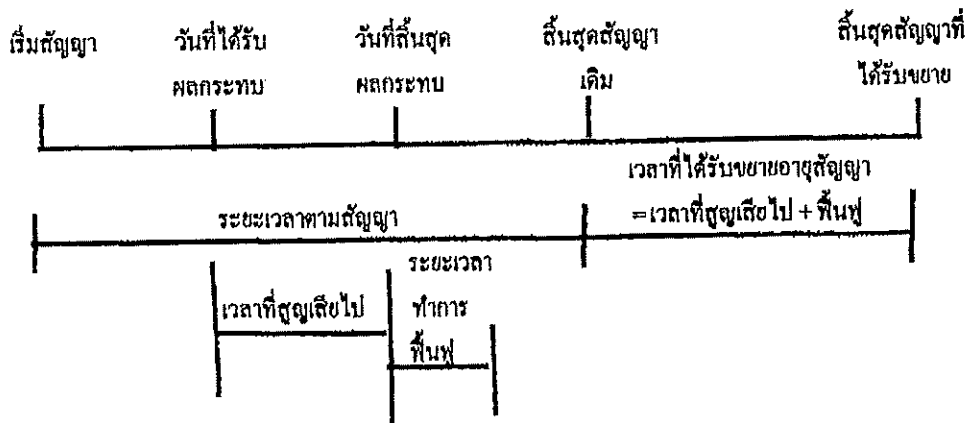 เริ่มสัญญา
วันที่ได้รับ
ผลกระทบ
วันที่สิ้นสุด
ผลกระทบ
สิ้นสุดสัญญา
เดิม
สิ้นสุดสัญญาที่
ได้รับขยาย
เวลาที่ได้รับขยายอายุสัญญา
=เวลาที่สูญเสียไป + ฟื้นฟู
ระยะเวลาตามสัญญา
เวลาที่สูญเสียไป
ระยะเวลา
ทำการ
ฟื้นฟู